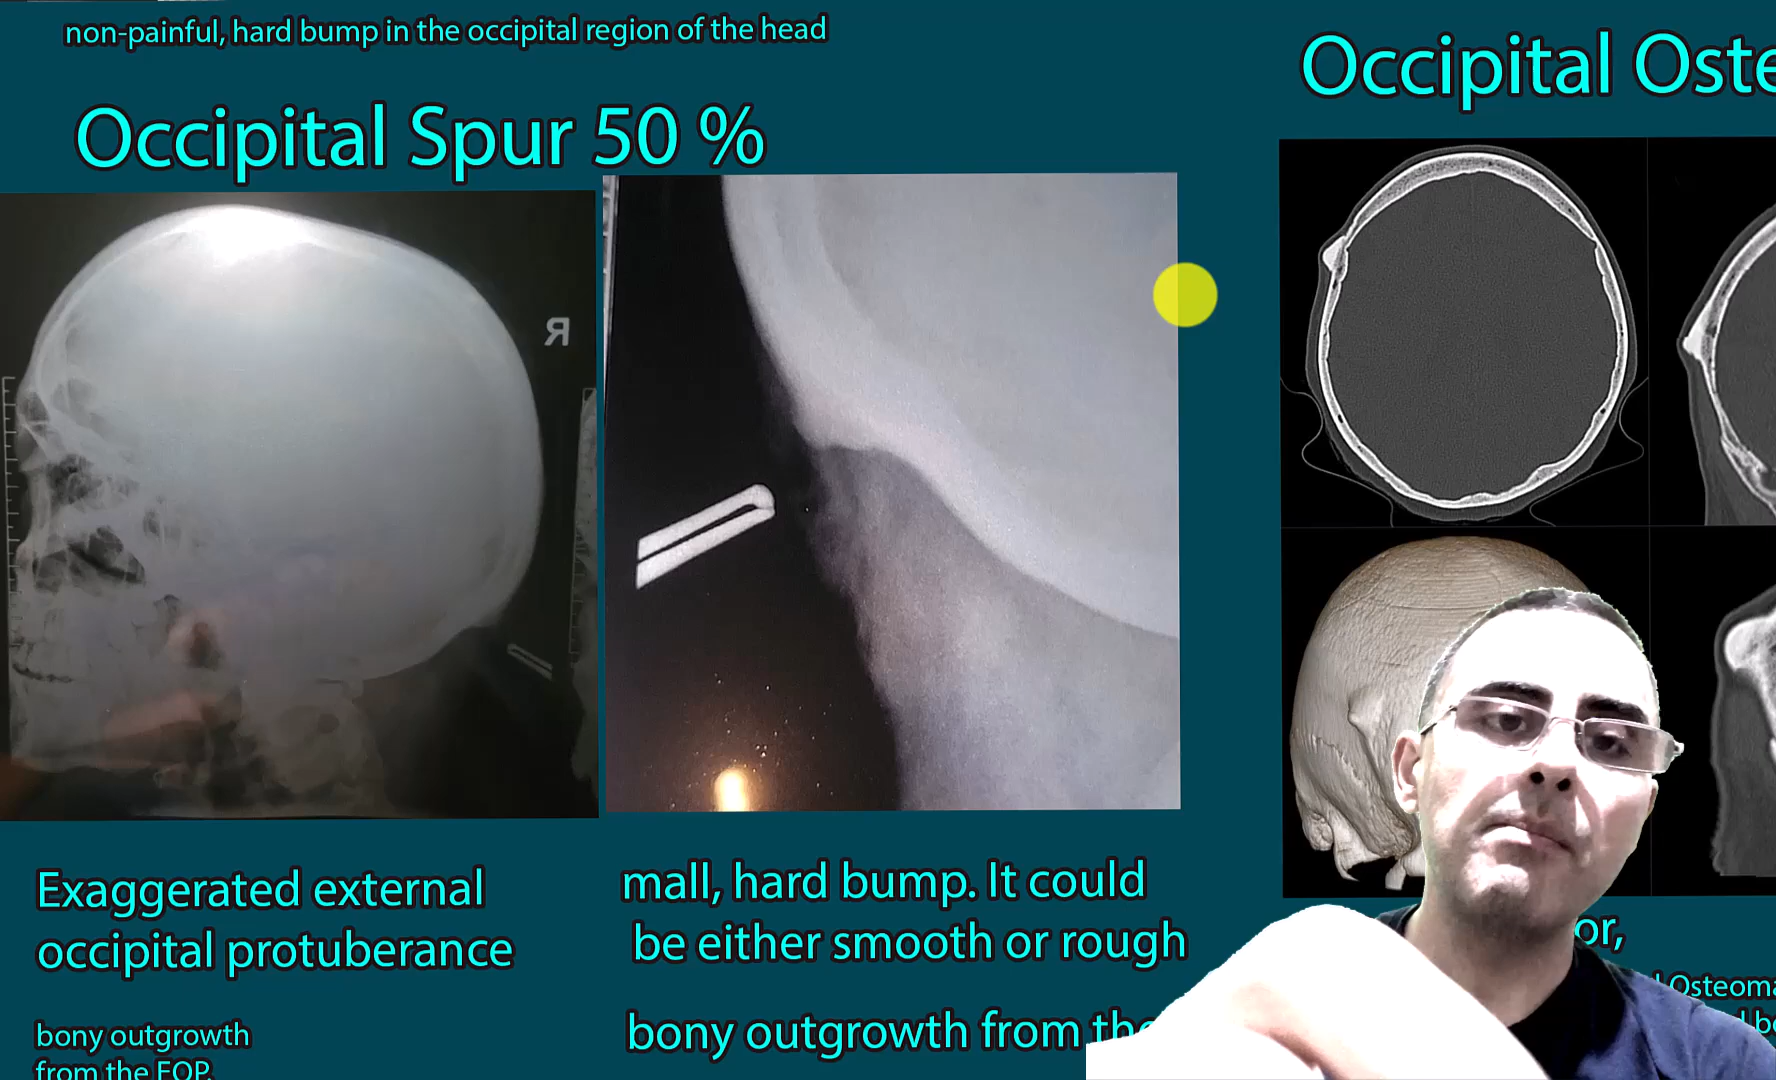 non-painful, hard bump in the occipital region of the head
Occipital Spur 50 %
Occipital Oste
R
Exaggerated external
occipital protuberance
bony outgrowth
from the EOP.
mall, hard bump. It could
be either smooth or rough
bony outgrowth from the
or,
Osteoma